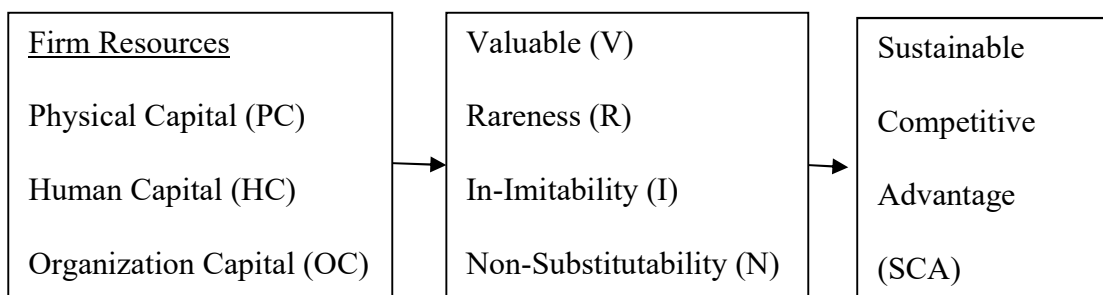 Firm Resources
Physical Capital (PC)
Human Capital (HC)
Organization Capital (OC)
Valuable (V)
Rareness (R)
In-Imitability (I)
Non-Substitutability (N)
Sustainable
Competitive
Advantage
(SCA)